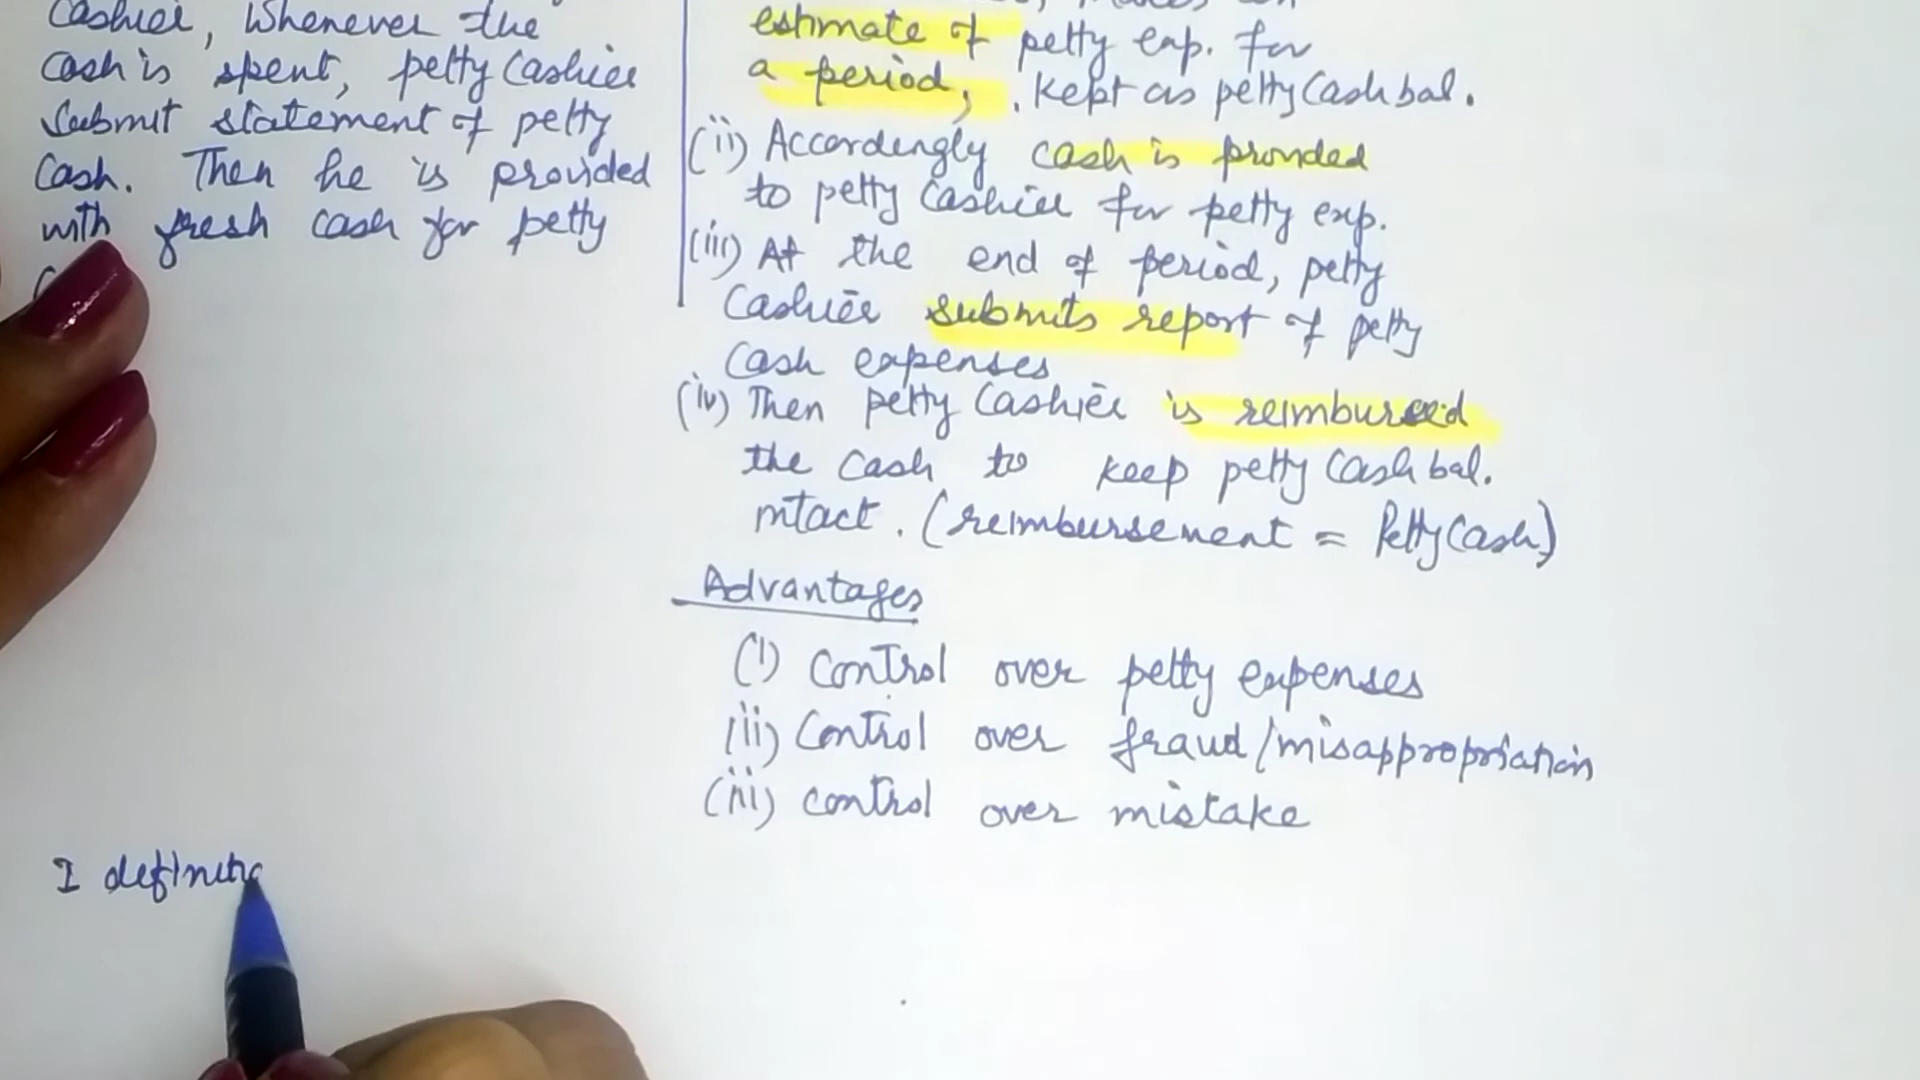 Cashier, Whenever the
Cash is spent, petty Cashier
Submit statement of petty
Cash. Then he is provided
with fresh cash for petty
estimate of petty exp. for
a period, . Kept as petty Cash bal.
(ii) Accordingly cash is provided
to petty Cashier for petty exp.
(iii) At the end of period, petty
Cashier submits report of petty
Cash expenses
(iv) Then petty Cashier is reimbursed
the Cash to keep petty Cash bal.
intact. (reimbursement = Petty Cash)
Advantages
(i) Control over petty expenses
(ii) Control over fraud/misappropriation
(iii) control over mistake
I definitio